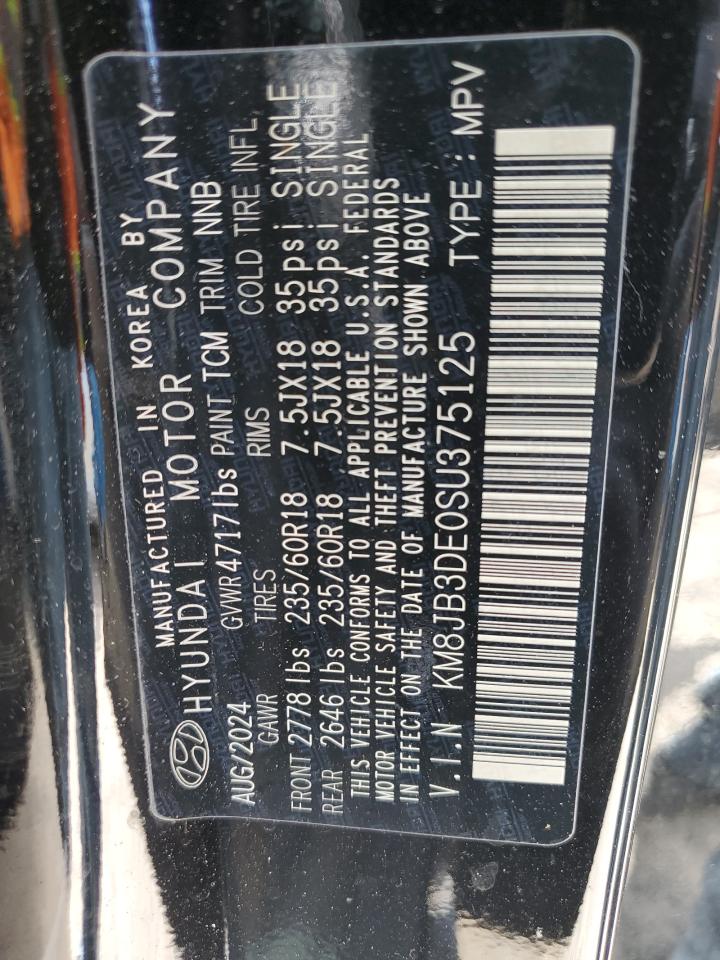 MANUFACTURED IN KOREA BY
HYUNDAI MOTOR COMPANY
AUG/2024 GVWR 4717lbs PAINT TCM TRIM NNB
GAWR TIRES RIMS COLD TIRE INFL
FRONT 2778 lbs 235/60R18 7.5JX18 35psi SINGLE
REAR 2646 lbs 235/60R18 7.5JX18 35psi SINGLE
THIS VEHICLE CONFORMS TO ALL APPLICABLE U.S.A. FEDERAL
MOTOR VEHICLE SAFETY AND THEFT PREVENTION STANDARDS
IN EFFECT ON THE DATE OF MANUFACTURE SHOWN ABOVE
V.I.N KM8JB3DE0SU375125 TYPE : MPV